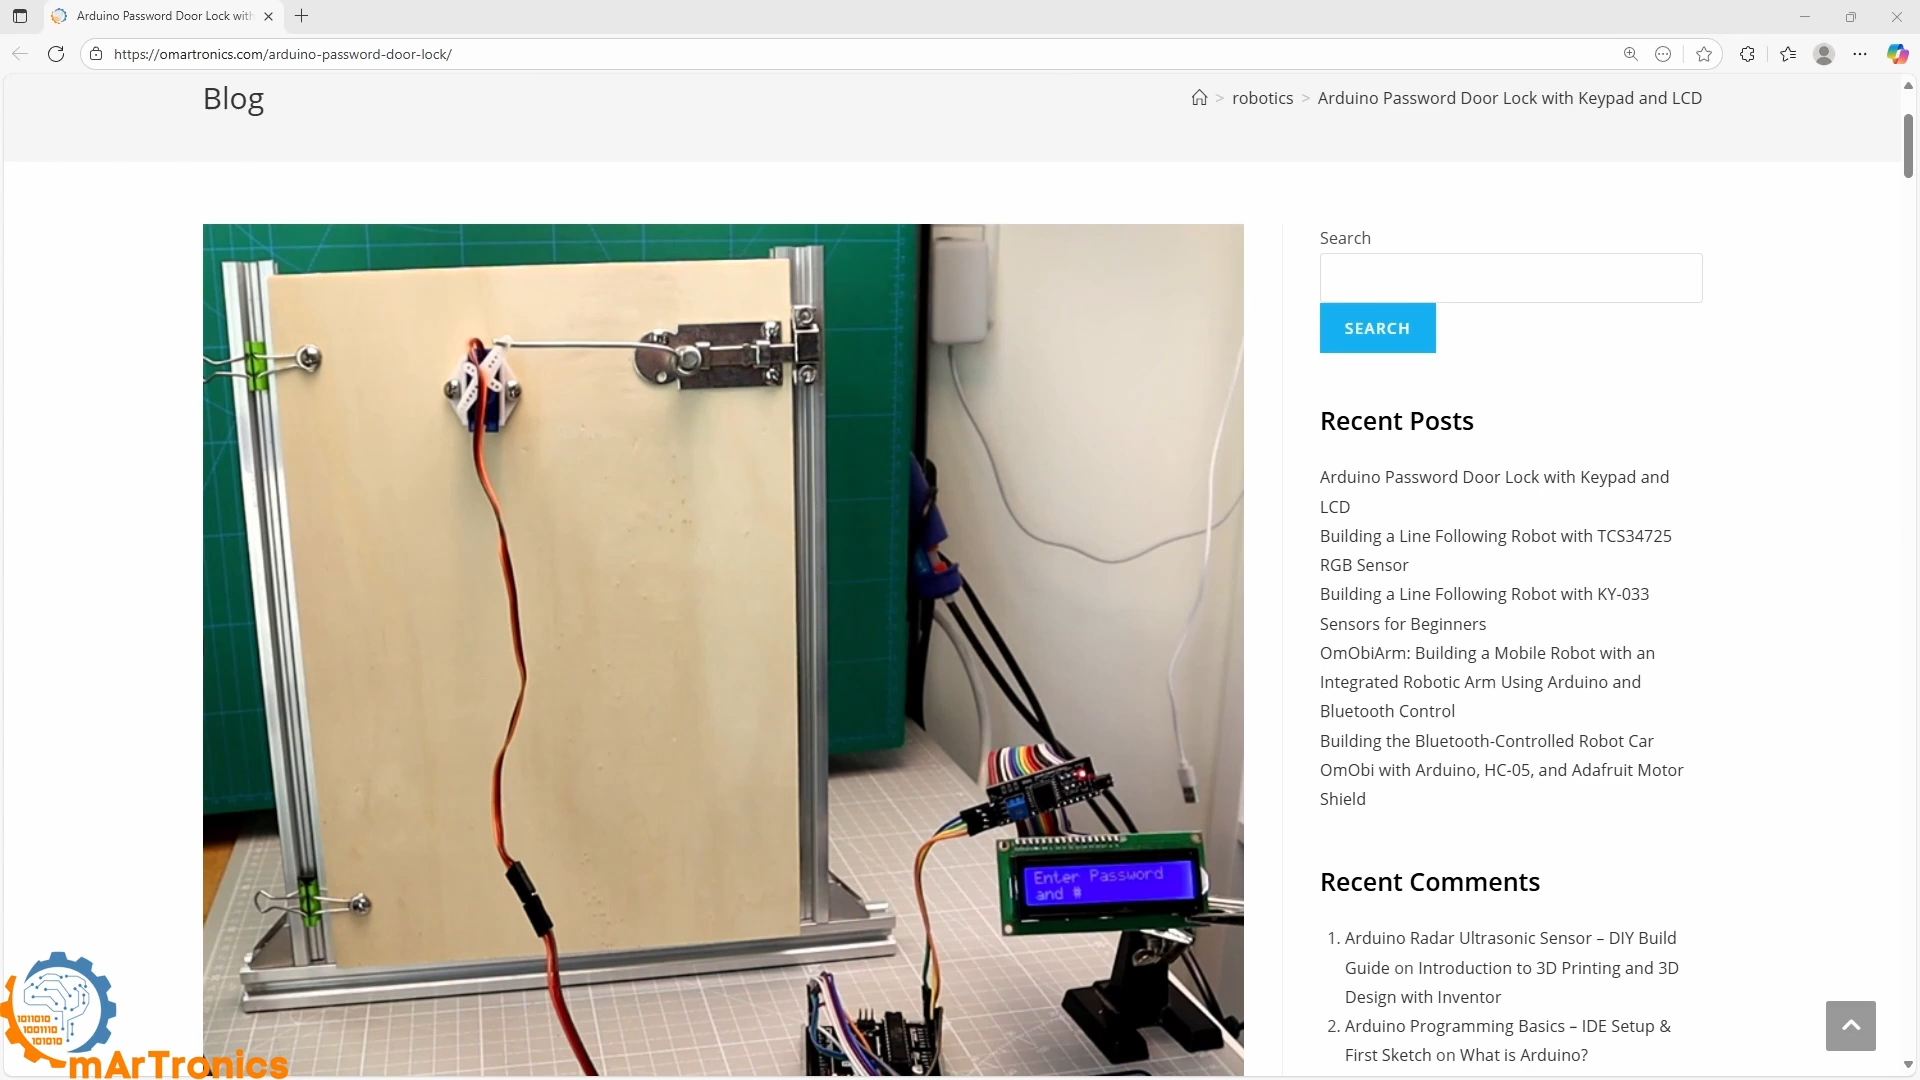 Arduino Password Door Lock with
https://omartronics.com/arduino-password-door-lock/
Blog
> robotics > Arduino Password Door Lock with Keypad and LCD
Enter Password
and #
Search
SEARCH
Recent Posts
Arduino Password Door Lock with Keypad and
LCD
Building a Line Following Robot with TCS34725
RGB Sensor
Building a Line Following Robot with KY-033
Sensors for Beginners
OmObiArm: Building a Mobile Robot with an
Integrated Robotic Arm Using Arduino and
Bluetooth Control
Building the Bluetooth-Controlled Robot Car
OmObi with Arduino, HC-05, and Adafruit Motor
Shield
Recent Comments
1. Arduino Radar Ultrasonic Sensor – DIY Build
Guide on Introduction to 3D Printing and 3D
Design with Inventor
2. Arduino Programming Basics – IDE Setup &
First Sketch on What is Arduino?
1011010
1001110
101010
mArTronics